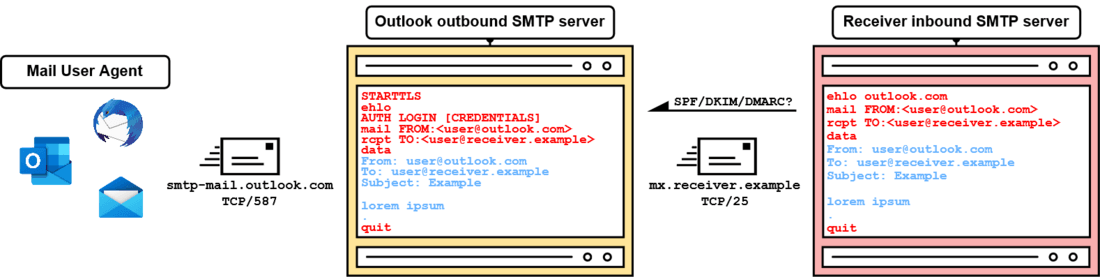 Mail User Agent
O
smtp-mail.outlook.com
TCP/587
Outlook outbound SMTP server
STARTTLS
ehlo
AUTH LOGIN [CREDENTIALS]
mail FROM:<user@outlook.com>
rcpt TO:<user@receiver.example>
data
From: user@outlook.com
To: user@receiver.example
Subject: Example
lorem ipsum
.
quit
SPF/DKIM/DMARC?
mx.receiver.example
TCP/25
Receiver inbound SMTP server
ehlo outlook.com
mail FROM:<user@outlook.com>
rcpt TO:<user@receiver.example>
data
From: user@outlook.com
To: user@receiver.example
Subject: Example
lorem ipsum
.
quit